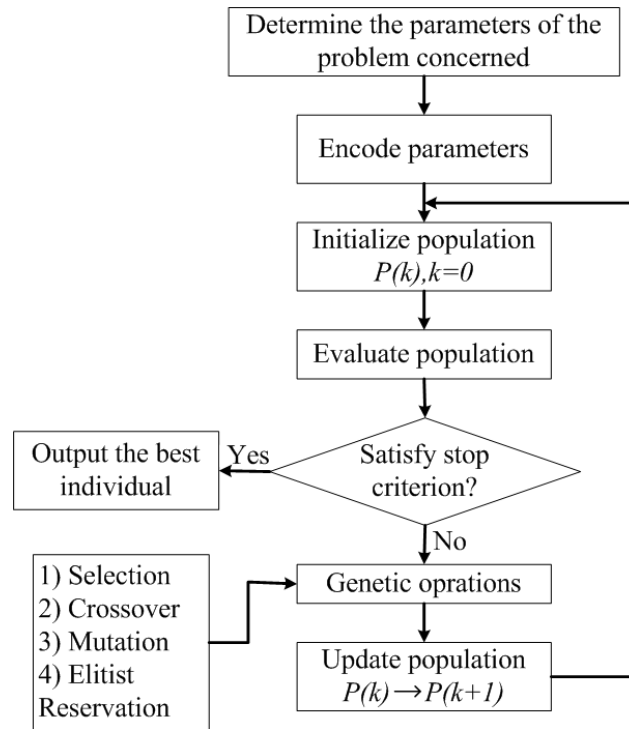 Determine the parameters of the
problem concerned
Encode parameters
Initialize population
P(k),k=0
Evaluate population
Satisfy stop
criterion?
Yes
Output the best
individual
No
Genetic oprations
1) Selection
2) Crossover
3) Mutation
4) Elitist
Reservation
Update population
P(k)→P(k+1)